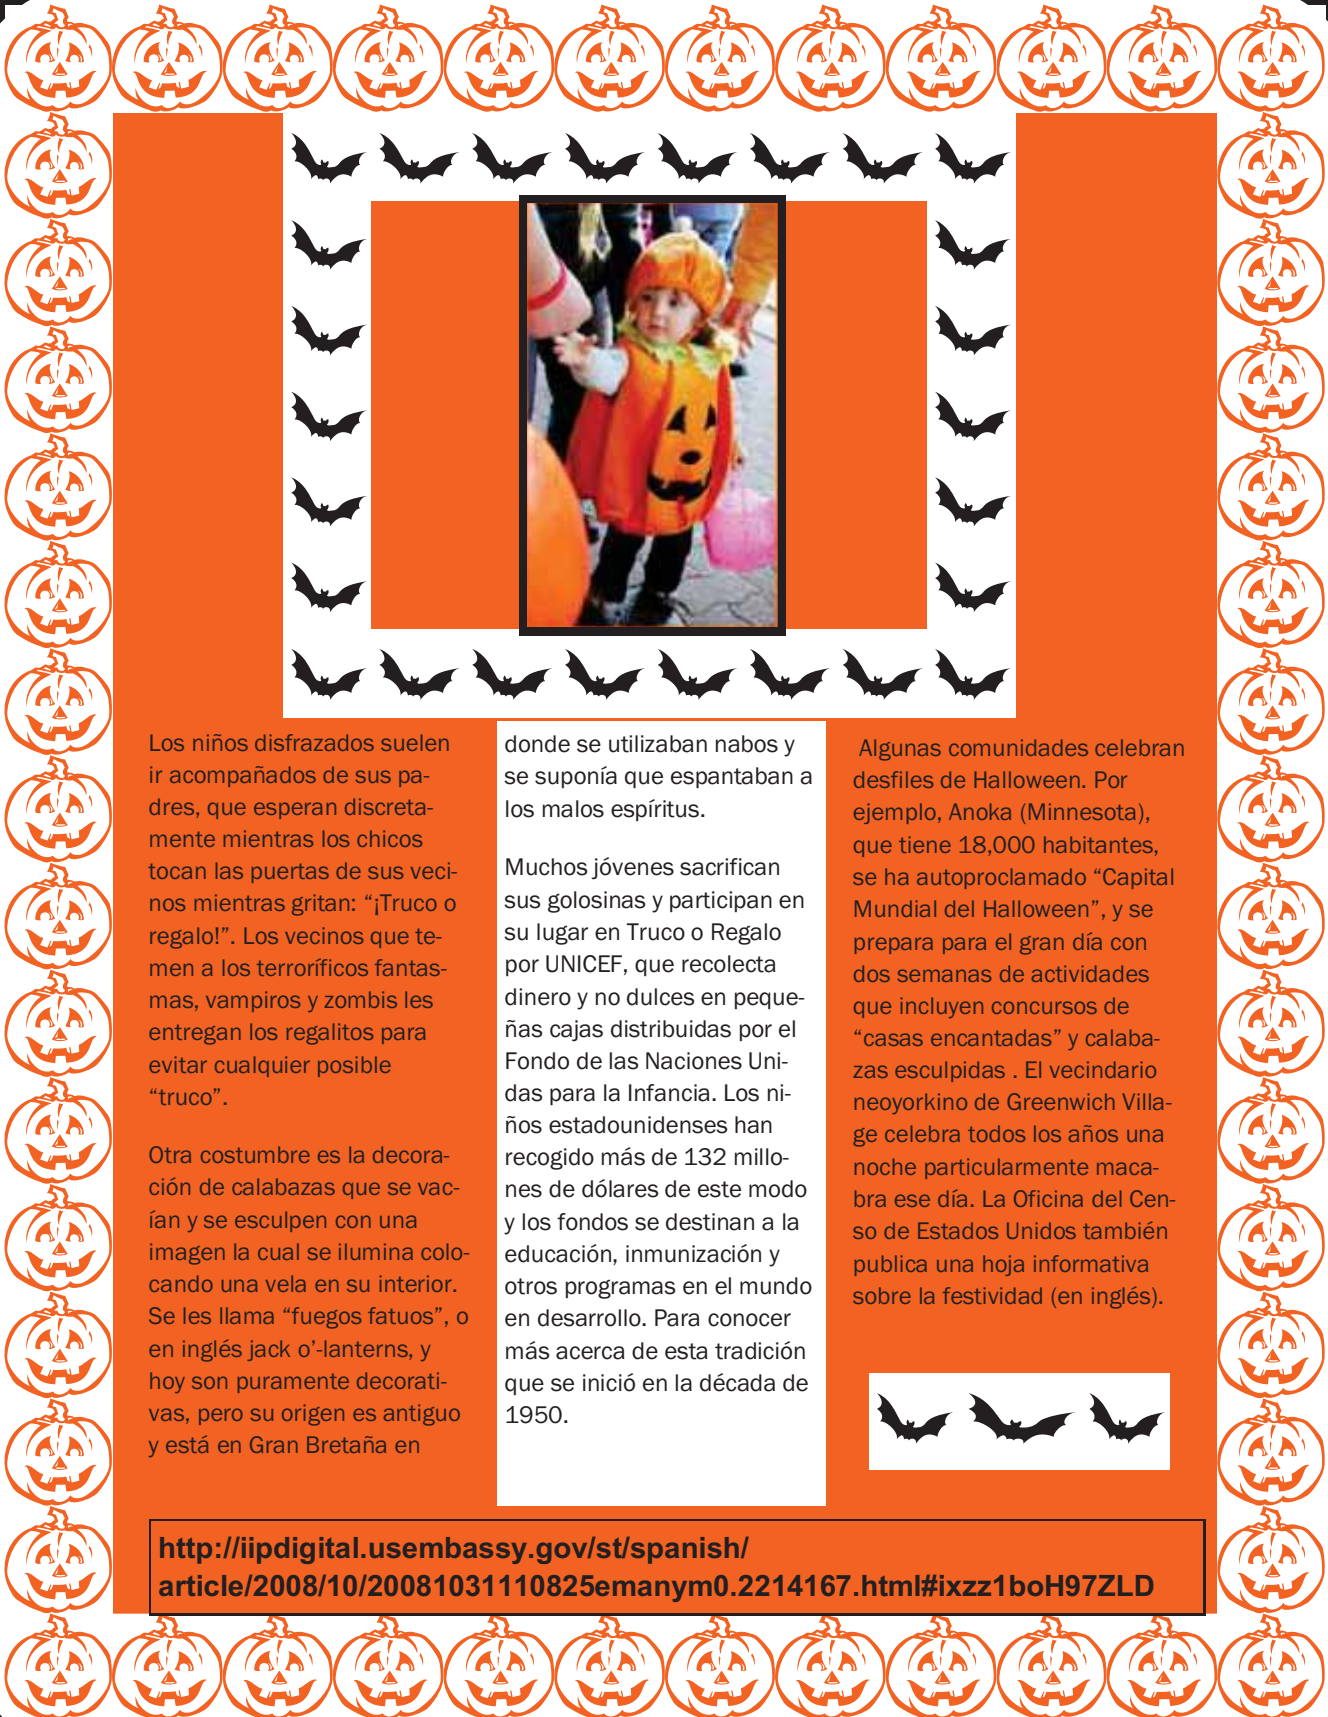 Los niños disfrazados suelen
ir acompañados de sus pa-
dres, que esperan discreta-
mente mientras los chicos
tocan las puertas de sus veci-
nos mientras gritan: “¡Truco o
regalo!”. Los vecinos que te-
men a los terroríficos fantas-
mas, vampiros y zombis les
entregan los regalitos para
evitar cualquier posible
“truco”.
Otra costumbre es la decora-
ción de calabazas que se vac-
ían y se esculpen con una
imagen la cual se ilumina colo-
cando una vela en su interior.
Se les llama “fuegos fatuos”, o
en inglés jack o’-lanterns, y
hoy son puramente decorati-
vas, pero su origen es antiguo
y está en Gran Bretaña en
donde se utilizaban nabos y
se suponía que espantaban a
los malos espíritus.
Muchos jóvenes sacrifican
sus golosinas y participan en
su lugar en Truco o Regalo
por UNICEF, que recolecta
dinero y no dulces en peque-
ñas cajas distribuidas por el
Fondo de las Naciones Uni-
das para la Infancia. Los ni-
ños estadounidenses han
recogido más de 132 millo-
nes de dólares de este modo
y los fondos se destinan a la
educación, inmunización y
otros programas en el mundo
en desarrollo. Para conocer
más acerca de esta tradición
que se inició en la década de
1950.
Algunas comunidades celebran
desfiles de Halloween. Por
ejemplo, Anoka (Minnesota),
que tiene 18,000 habitantes,
se ha autoproclamado “Capital
Mundial del Halloween”, y se
prepara para el gran día con
dos semanas de actividades
que incluyen concursos de
“casas encantadas” y calaba-
zas esculpidas . El vecindario
neoyorkino de Greenwich Villa-
ge celebra todos los años una
noche particularmente maca-
bra ese día. La Oficina del Cen-
so de Estados Unidos también
publica una hoja informativa
sobre la festividad (en inglés).
http://iipdigital.usembassy.gov/st/spanish/
article/2008/10/20081031110825emanym0.2214167.html#ixzz1boH97ZLD